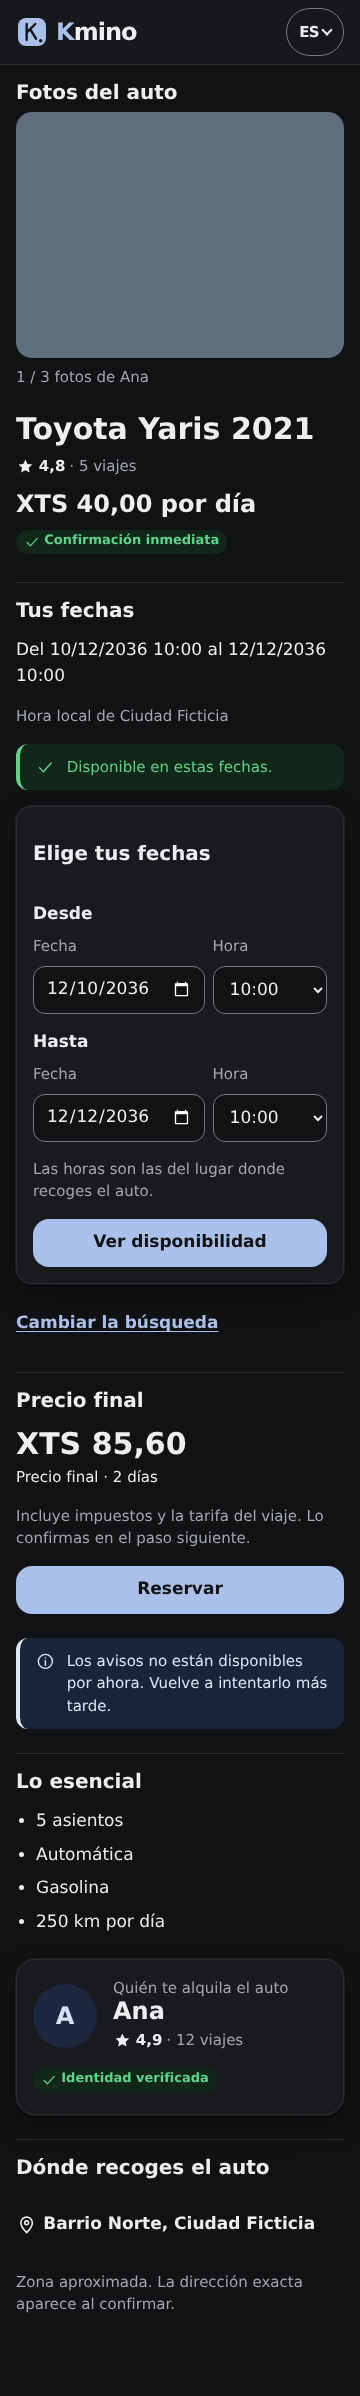 Kmino
ES
Fotos del auto
1 / 3 fotos de Ana
Toyota Yaris 2021
★ 4,8 · 5 viajes
XTS 40,00 por día
Confirmación inmediata
Tus fechas
Del 10/12/2036 10:00 al 12/12/2036
10:00
Hora local de Ciudad Ficticia
Disponible en estas fechas.
Elige tus fechas
Desde
Fecha Hora
12/10/2036 10:00
Hasta
Fecha Hora
12/12/2036 10:00
Las horas son las del lugar donde
recoges el auto.
Ver disponibilidad
Cambiar la búsqueda
Precio final
XTS 85,60
Precio final · 2 días
Incluye impuestos y la tarifa del viaje. Lo
confirmas en el paso siguiente.
Reservar
Los avisos no están disponibles
por ahora. Vuelve a intentarlo más
tarde.
Lo esencial
• 5 asientos
• Automática
• Gasolina
• 250 km por día
A
Quién te alquila el auto
Ana
★ 4,9 · 12 viajes
Identidad verificada
Dónde recoges el auto
Barrio Norte, Ciudad Ficticia
Zona aproximada. La dirección exacta
aparece al confirmar.